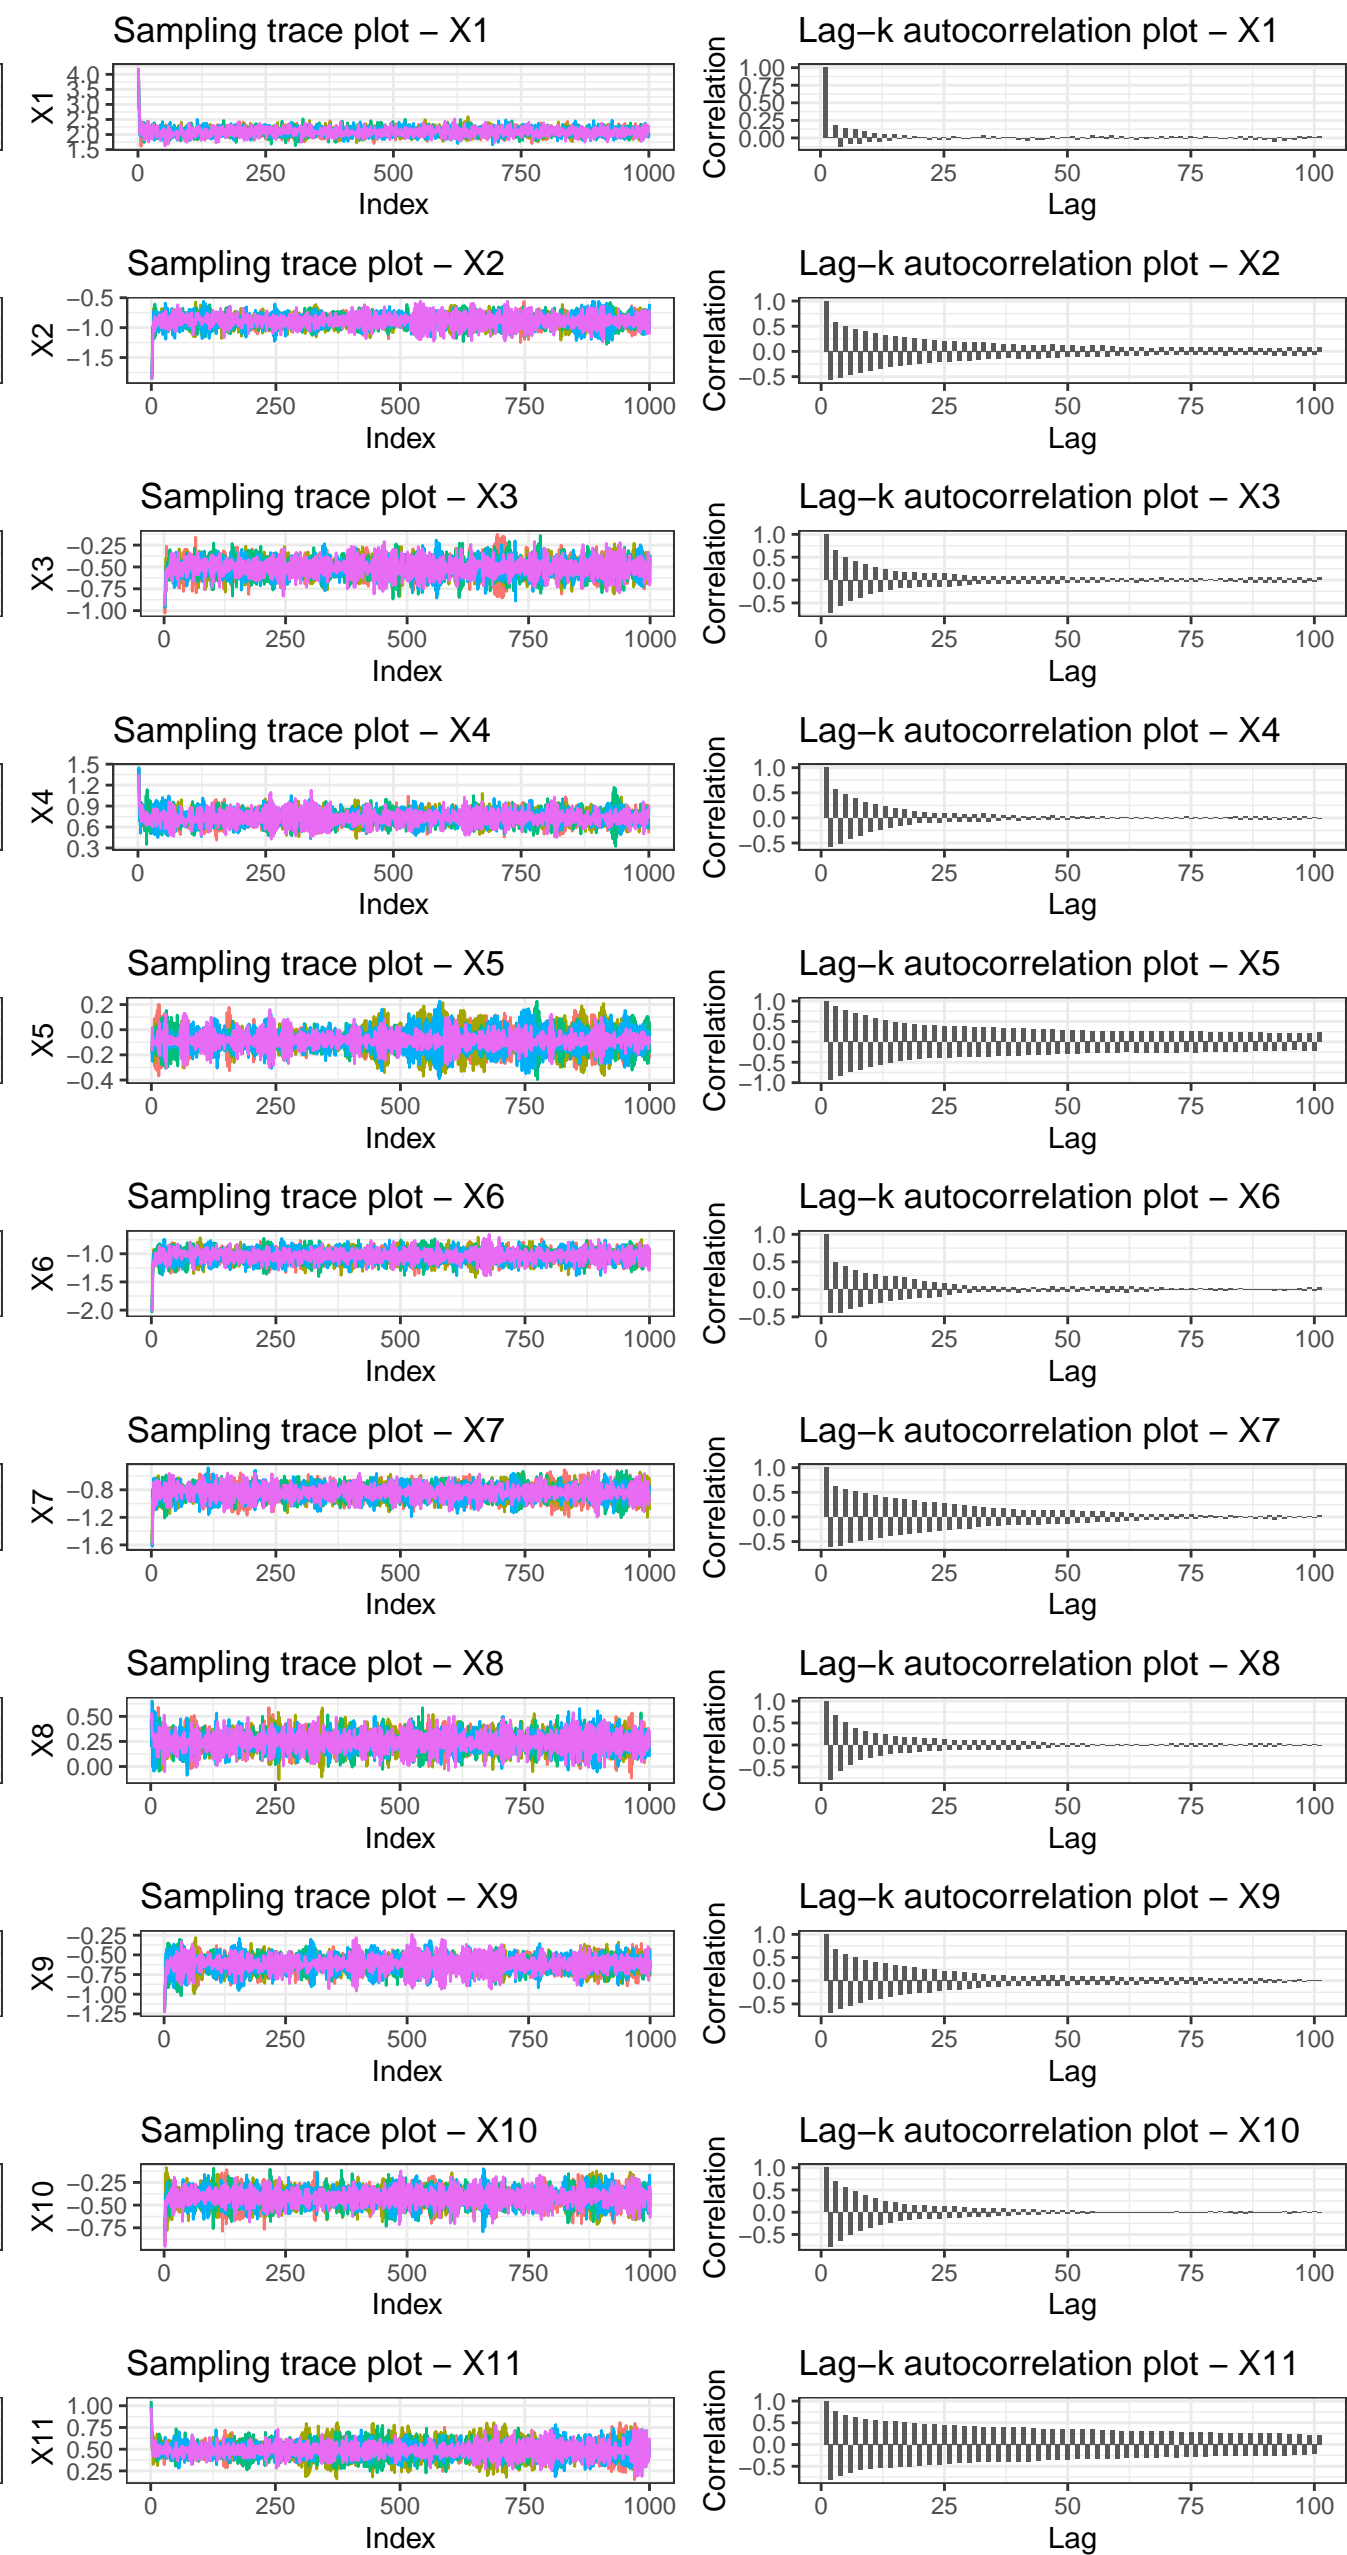 Sampling trace plot – X1
X1
4.0
3.5
3.0
2.5
2.0
1.5
0 250 500 750 1000
Index
Lag−k autocorrelation plot – X1
Correlation
1.00
0.75
0.50
0.25
0.00
0 25 50 75 100
Lag
Sampling trace plot – X2
X2
−0.5
−1.0
−1.5
0 250 500 750 1000
Index
Lag−k autocorrelation plot – X2
Correlation
1.0
0.5
0.0
−0.5
0 25 50 75 100
Lag
Sampling trace plot – X3
X3
−0.25
−0.50
−0.75
−1.00
0 250 500 750 1000
Index
Lag−k autocorrelation plot – X3
Correlation
1.0
0.5
0.0
−0.5
0 25 50 75 100
Lag
Sampling trace plot – X4
X4
1.5
1.2
0.9
0.6
0.3
0 250 500 750 1000
Index
Lag−k autocorrelation plot – X4
Correlation
1.0
0.5
0.0
−0.5
0 25 50 75 100
Lag
Sampling trace plot – X5
X5
0.2
0.0
−0.2
−0.4
0 250 500 750 1000
Index
Lag−k autocorrelation plot – X5
Correlation
1.0
0.5
0.0
−0.5
−1.0
0 25 50 75 100
Lag
Sampling trace plot – X6
X6
−1.0
−1.5
−2.0
0 250 500 750 1000
Index
Lag−k autocorrelation plot – X6
Correlation
1.0
0.5
0.0
−0.5
0 25 50 75 100
Lag
Sampling trace plot – X7
X7
−0.8
−1.2
−1.6
0 250 500 750 1000
Index
Lag−k autocorrelation plot – X7
Correlation
1.0
0.5
0.0
−0.5
0 25 50 75 100
Lag
Sampling trace plot – X8
X8
0.50
0.25
0.00
0 250 500 750 1000
Index
Lag−k autocorrelation plot – X8
Correlation
1.0
0.5
0.0
−0.5
0 25 50 75 100
Lag
Sampling trace plot – X9
X9
−0.25
−0.50
−0.75
−1.00
−1.25
0 250 500 750 1000
Index
Lag−k autocorrelation plot – X9
Correlation
1.0
0.5
0.0
−0.5
0 25 50 75 100
Lag
Sampling trace plot – X10
X10
−0.25
−0.50
−0.75
0 250 500 750 1000
Index
Lag−k autocorrelation plot – X10
Correlation
1.0
0.5
0.0
−0.5
0 25 50 75 100
Lag
Sampling trace plot – X11
X11
1.00
0.75
0.50
0.25
0 250 500 750 1000
Index
Lag−k autocorrelation plot – X11
Correlation
1.0
0.5
0.0
−0.5
0 25 50 75 100
Lag